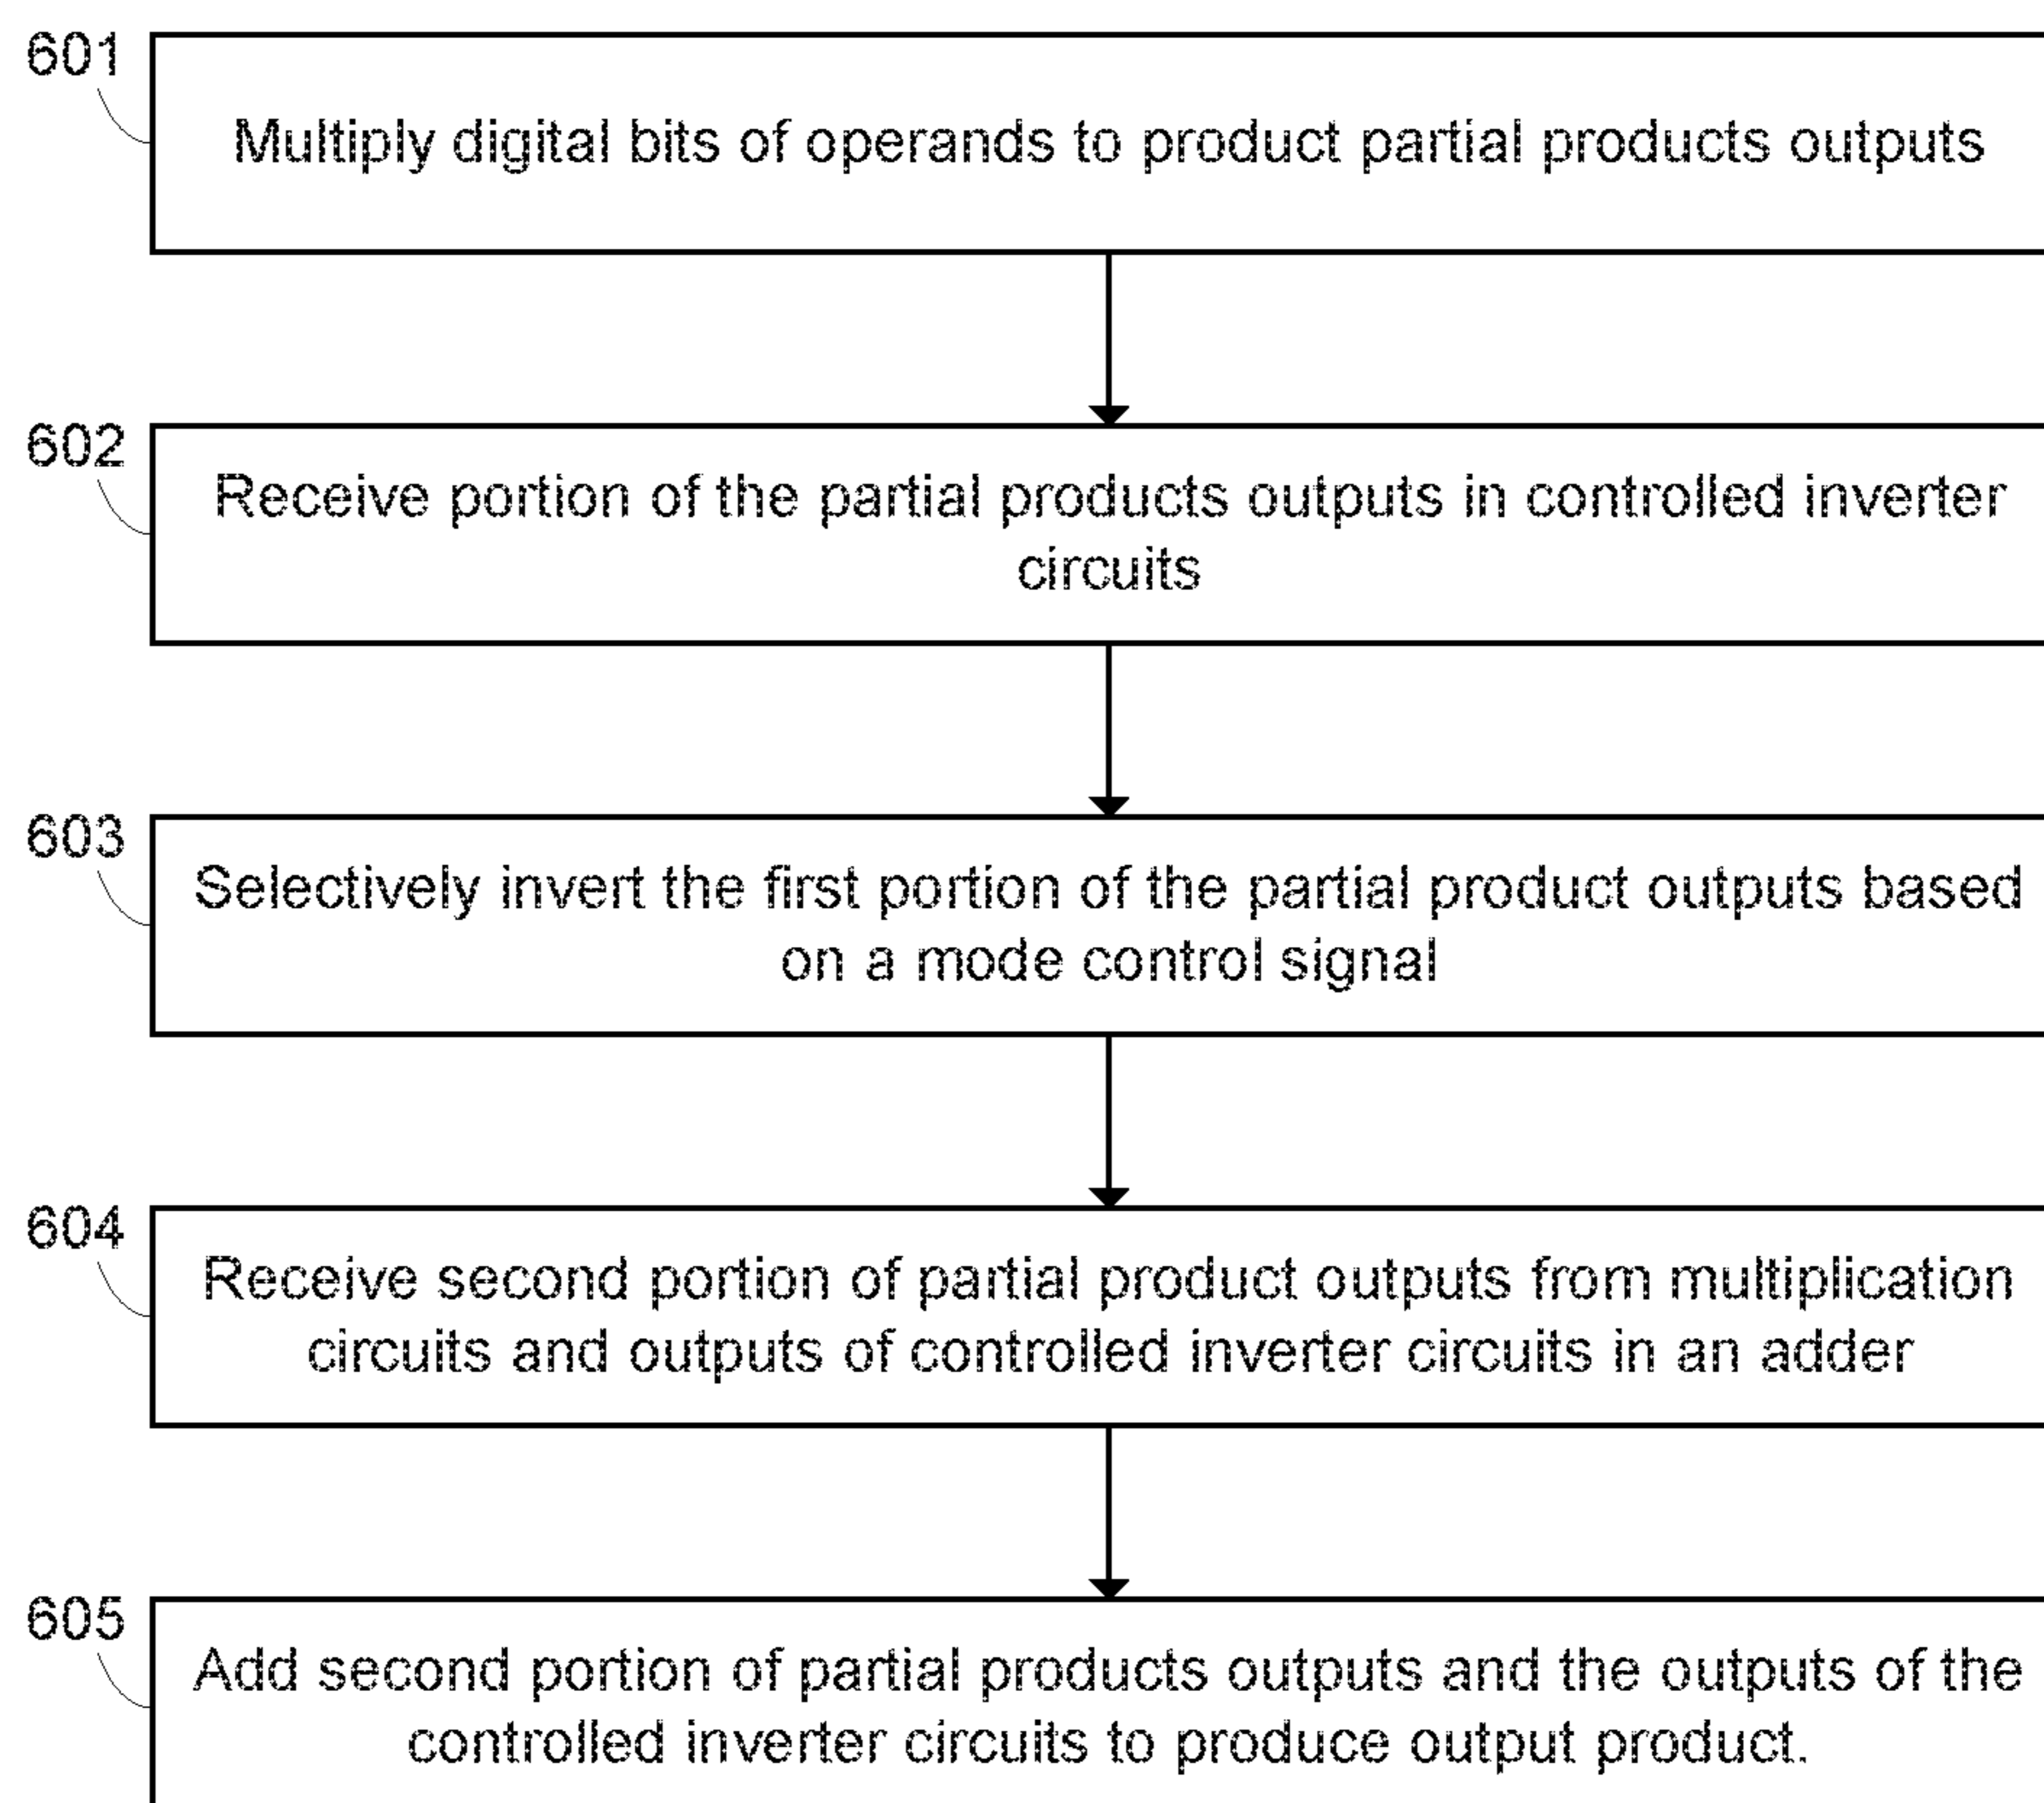 601
Multiply digital bits of operands to product partial products outputs
602
Receive portion of the partial products outputs in controlled inverter
circuits
603
Selectively invert the first portion of the partial product outputs based
on a mode control signal
604
Receive second portion of partial product outputs from multiplication
circuits and outputs of controlled inverter circuits in an adder
605
Add second portion of partial products outputs and the outputs of the
controlled inverter circuits to produce output product.